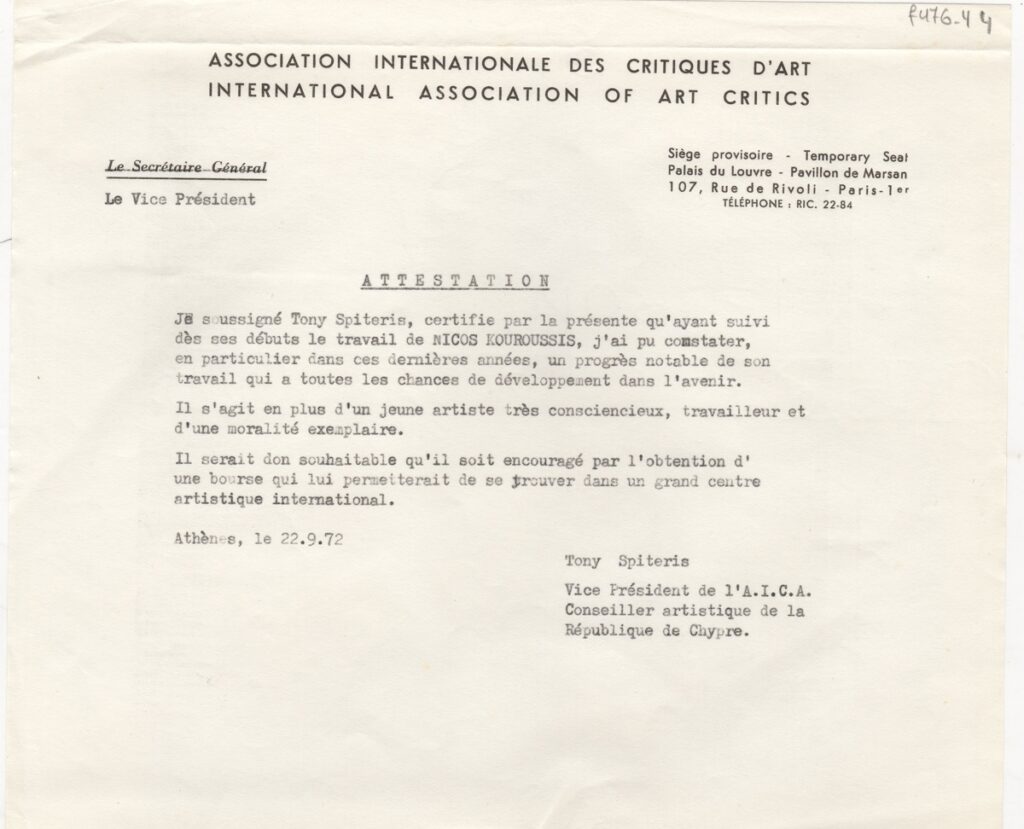 f476-44
ASSOCIATION INTERNATIONALE DES CRITIQUES D'ART
INTERNATIONAL ASSOCIATION OF ART CRITICS
Le Secrétaire Général
Le Vice Président
Siège provisoire - Temporary Seat
Palais du Louvre - Pavillon de Marsan
107, Rue de Rivoli - Paris-1er
TÉLÉPHONE : RIC. 22-84
ATTESTATION
Je soussigné Tony Spiteris, certifie par la présente qu'ayant suivi
dès ses débuts le travail de NICOS KOUROUSSIS, j'ai pu constater,
en particulier dans ces dernières années, un progrès notable de son
travail qui a toutes les chances de développement dans l'avenir.
Il s'agit en plus d'un jeune artiste très consciencieux, travailleur et
d'une moralité exemplaire.
Il serait don souhaitable qu'il soit encouragé par l'obtention d'
une bourse qui lui permetterait de se trouver dans un grand centre
artistique international.
Athènes, le 22.9.72
Tony Spiteris
Vice Président de l'A.I.C.A.
Conseiller artistique de la
République de Chypre.